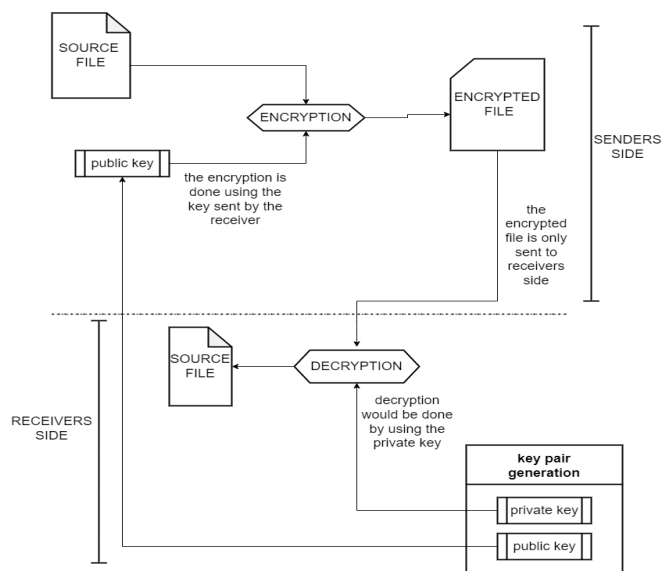 SOURCE
FILE
ENCRYPTION
ENCRYPTED
FILE
SENDERS
SIDE
public key
the encryption is
done using the
key sent by the
receiver
the
encrypted
file is only
sent to
receivers
side
SOURCE
FILE
DECRYPTION
RECEIVERS
SIDE
decryption
would be done
by using the
private key
key pair
generation
private key
public key